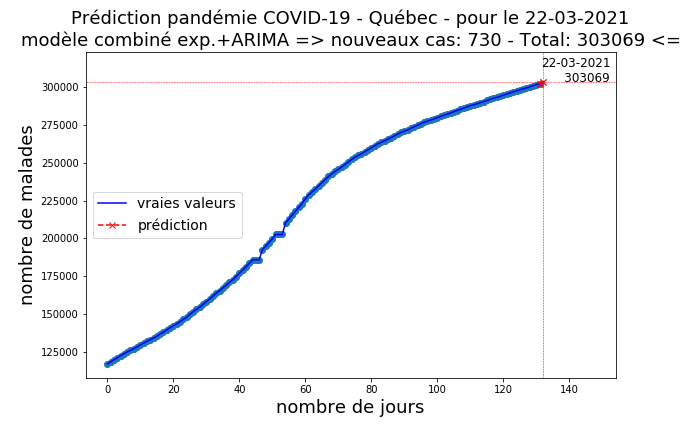 Prédiction pandémie COVID-19 - Québec - pour le 22-03-2021
modèle combiné exp.+ARIMA => nouveaux cas: 730 - Total: 303069 <=
22-03-2021
303069
nombre de malades
300000
275000
250000
225000
200000
175000
150000
125000
vraies valeurs
prédiction
0 20 40 60 80 100 120 140
nombre de jours